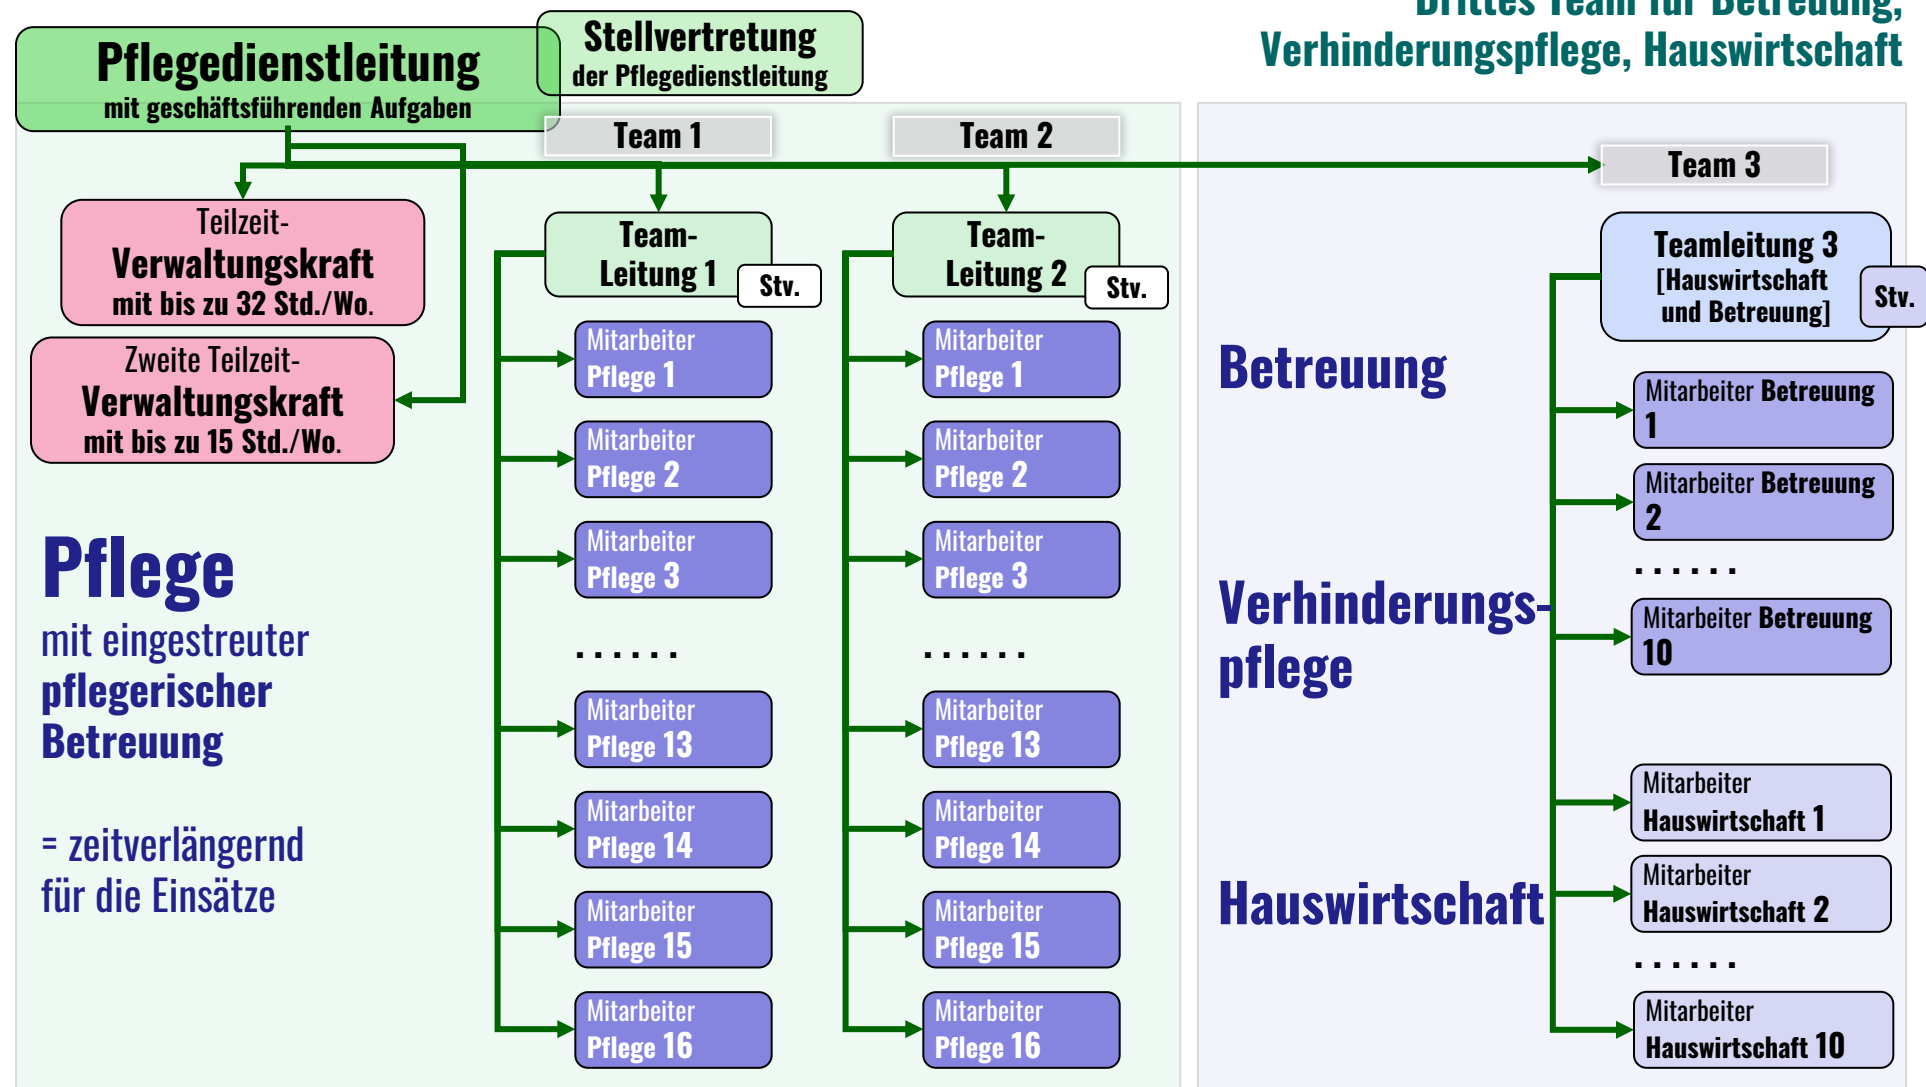 Drittes Team für Betreuung,
Verhinderungspflege, Hauswirtschaft
Pflegedienstleitung
mit geschäftsführenden Aufgaben
Stellvertretung
der Pflegedienstleitung
Team 1
Team 2
Team 3
Teilzeit-
Verwaltungskraft
mit bis zu 32 Std./Wo.
Zweite Teilzeit-
Verwaltungskraft
mit bis zu 15 Std./Wo.
Pflege
mit eingestreuter
pflegerischer
Betreuung
= zeitverlängernd
für die Einsätze
Team-
Leitung 1
Stv.
Mitarbeiter
Pflege 1
Mitarbeiter
Pflege 2
Mitarbeiter
Pflege 3
......
Mitarbeiter
Pflege 13
Mitarbeiter
Pflege 14
Mitarbeiter
Pflege 15
Mitarbeiter
Pflege 16
Team-
Leitung 2
Stv.
Mitarbeiter
Pflege 1
Mitarbeiter
Pflege 2
Mitarbeiter
Pflege 3
......
Mitarbeiter
Pflege 13
Mitarbeiter
Pflege 14
Mitarbeiter
Pflege 15
Mitarbeiter
Pflege 16
Betreuung
Verhinderungs-
pflege
Hauswirtschaft
Teamleitung 3
[Hauswirtschaft
und Betreuung]
Stv.
Mitarbeiter Betreuung
1
Mitarbeiter Betreuung
2
......
Mitarbeiter Betreuung
10
Mitarbeiter
Hauswirtschaft 1
Mitarbeiter
Hauswirtschaft 2
......
Mitarbeiter
Hauswirtschaft 10